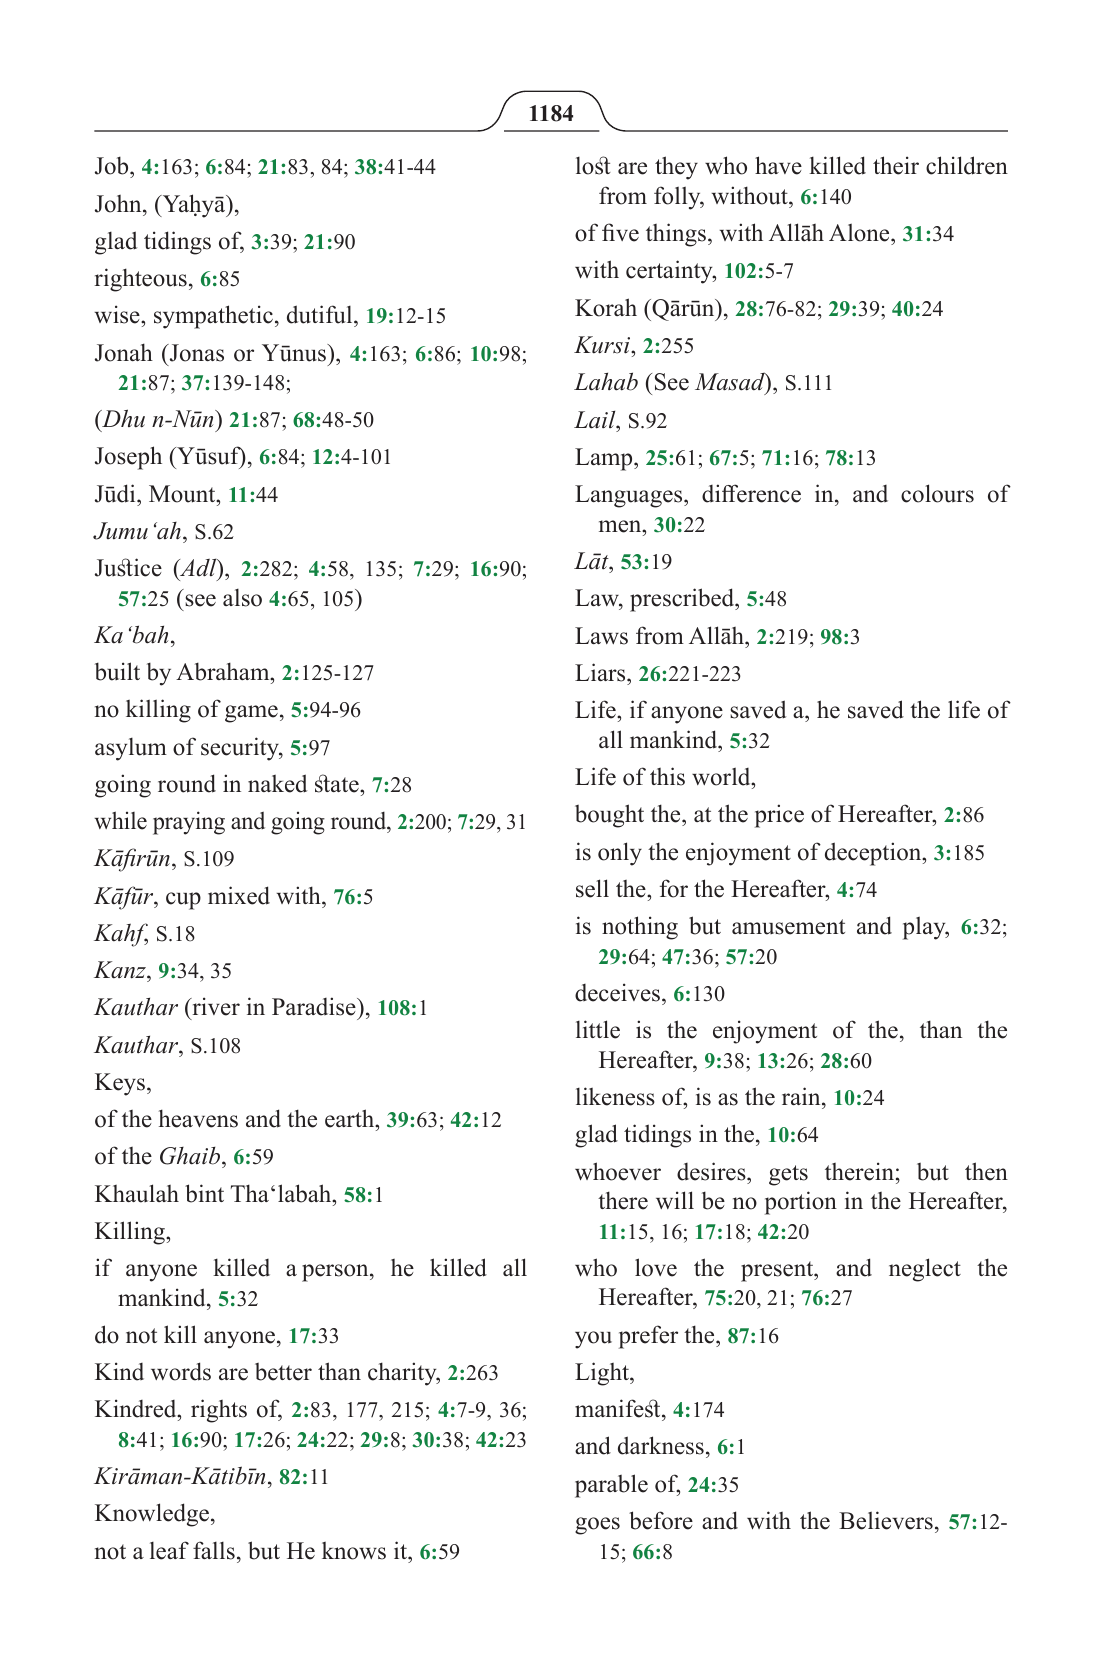 1184
Job, 4:163; 6:84; 21:83, 84; 38:41-44
John, (Yaḥyā),
glad tidings of, 3:39; 21:90
righteous, 6:85
wise, sympathetic, dutiful, 19:12-15
Jonah (Jonas or Yūnus), 4:163; 6:86; 10:98;
21:87; 37:139-148;
(Dhu n-Nūn) 21:87; 68:48-50
Joseph (Yūsuf), 6:84; 12:4-101
Jūdi, Mount, 11:44
Jumu‘ah, S.62
Justice (Adl), 2:282; 4:58, 135; 7:29; 16:90;
57:25 (see also 4:65, 105)
Ka‘bah,
built by Abraham, 2:125-127
no killing of game, 5:94-96
asylum of security, 5:97
going round in naked state, 7:28
while praying and going round, 2:200; 7:29, 31
Kāfirūn, S.109
Kāfūr, cup mixed with, 76:5
Kahf, S.18
Kanz, 9:34, 35
Kauthar (river in Paradise), 108:1
Kauthar, S.108
Keys,
of the heavens and the earth, 39:63; 42:12
of the Ghaib, 6:59
Khaulah bint Tha‘labah, 58:1
Killing,
if anyone killed a person, he killed all
mankind, 5:32
do not kill anyone, 17:33
Kind words are better than charity, 2:263
Kindred, rights of, 2:83, 177, 215; 4:7-9, 36;
8:41; 16:90; 17:26; 24:22; 29:8; 30:38; 42:23
Kirāman-Kātibīn, 82:11
Knowledge,
not a leaf falls, but He knows it, 6:59
lost are they who have killed their children
from folly, without, 6:140
of five things, with Allāh Alone, 31:34
with certainty, 102:5-7
Korah (Qārūn), 28:76-82; 29:39; 40:24
Kursi, 2:255
Lahab (See Masad), S.111
Lail, S.92
Lamp, 25:61; 67:5; 71:16; 78:13
Languages, difference in, and colours of
men, 30:22
Lāt, 53:19
Law, prescribed, 5:48
Laws from Allāh, 2:219; 98:3
Liars, 26:221-223
Life, if anyone saved a, he saved the life of
all mankind, 5:32
Life of this world,
bought the, at the price of Hereafter, 2:86
is only the enjoyment of deception, 3:185
sell the, for the Hereafter, 4:74
is nothing but amusement and play, 6:32;
29:64; 47:36; 57:20
deceives, 6:130
little is the enjoyment of the, than the
Hereafter, 9:38; 13:26; 28:60
likeness of, is as the rain, 10:24
glad tidings in the, 10:64
whoever desires, gets therein; but then
there will be no portion in the Hereafter,
11:15, 16; 17:18; 42:20
who love the present, and neglect the
Hereafter, 75:20, 21; 76:27
you prefer the, 87:16
Light,
manifest, 4:174
and darkness, 6:1
parable of, 24:35
goes before and with the Believers, 57:12-
15; 66:8